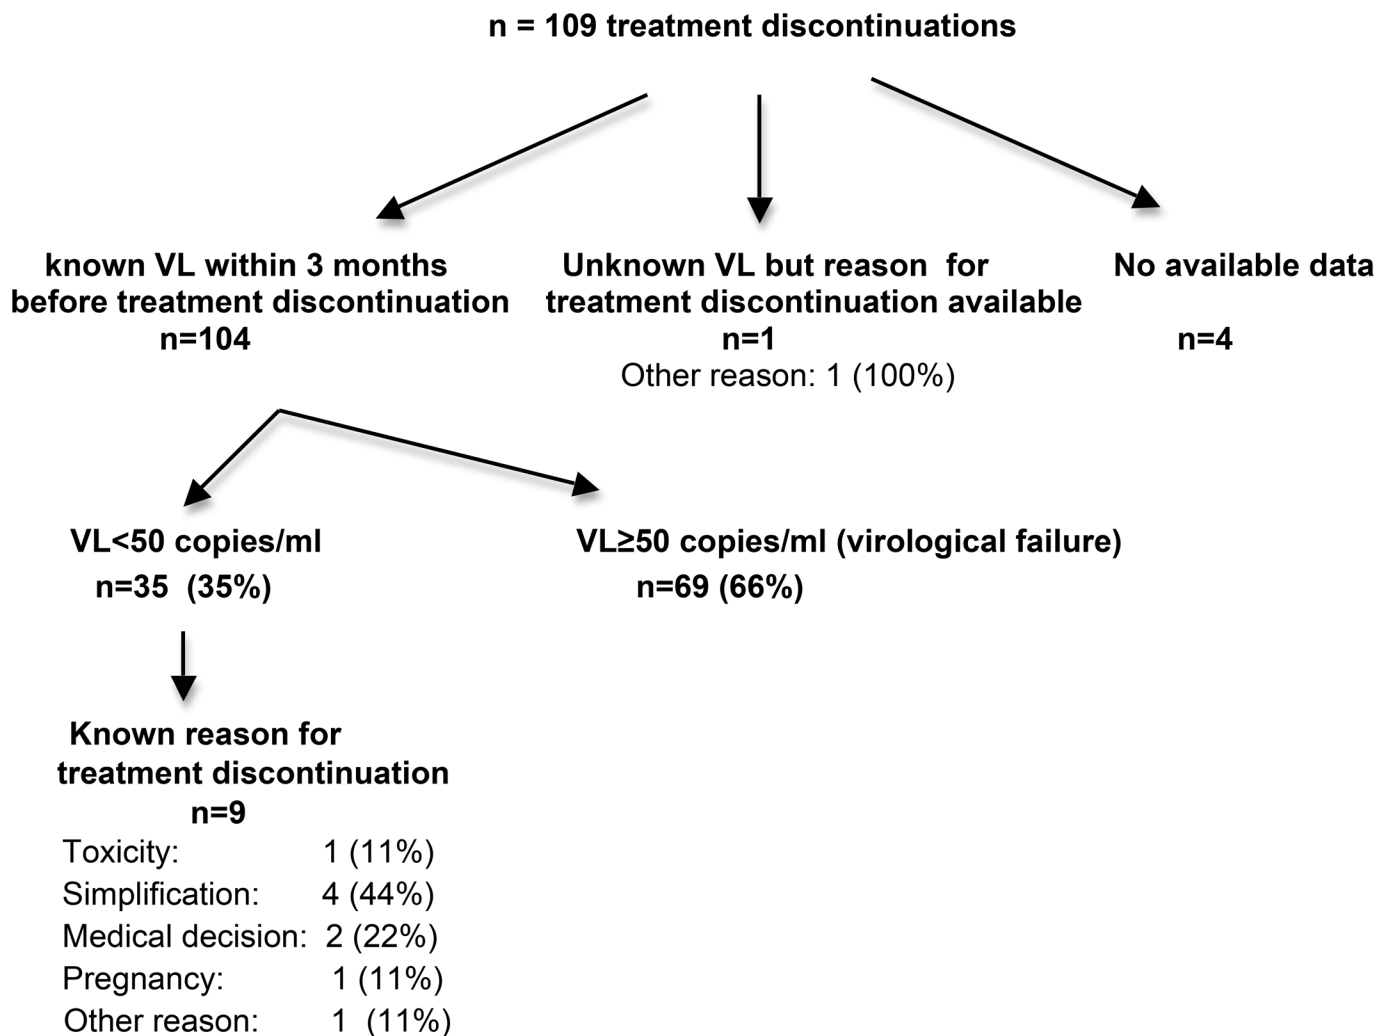 n = 109 treatment discontinuations
known VL within 3 months
before treatment discontinuation
n=104
Unknown VL but reason for
treatment discontinuation available
n=1
Other reason: 1 (100%)
No available data
n=4
VL<50 copies/ml
n=35 (35%)
VL≥50 copies/ml (virological failure)
n=69 (66%)
Known reason for
treatment discontinuation
n=9
Toxicity: 1 (11%)
Simplification: 4 (44%)
Medical decision: 2 (22%)
Pregnancy: 1 (11%)
Other reason: 1 (11%)